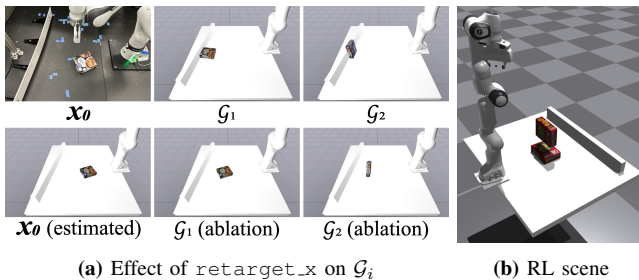 x₀
𝒢₁
𝒢₂
x₀ (estimated)
𝒢₁ (ablation)
𝒢₂ (ablation)
(a) Effect of retarget_x on 𝒢ᵢ
(b) RL scene